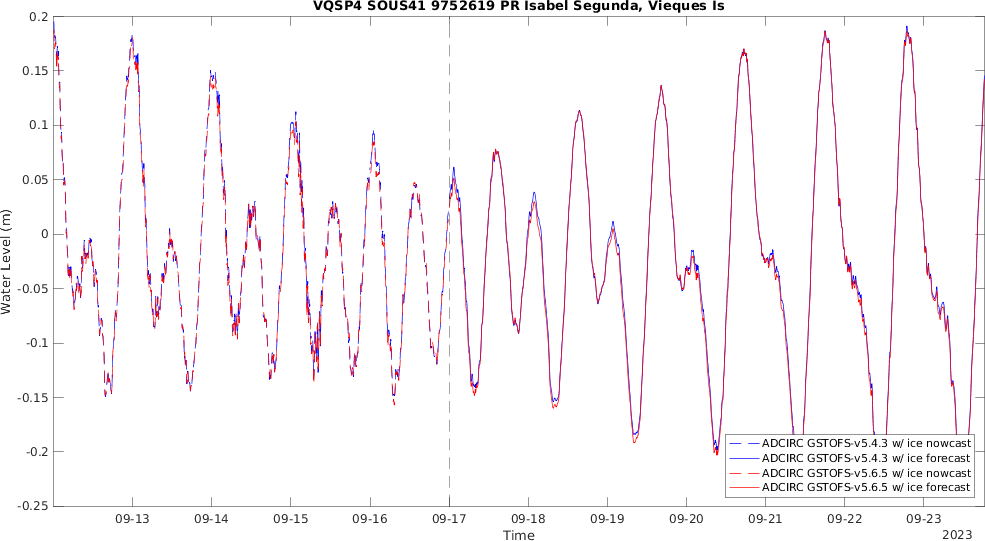 VQSP4 SOUS41 9752619 PR Isabel Segunda, Vieques Is
0.2
0.15
0.1
0.05
0
-0.05
-0.1
-0.15
-0.2
-0.25
Water Level (m)
ADCIRC GSTOFS-v5.4.3 w/ ice nowcast
ADCIRC GSTOFS-v5.4.3 w/ ice forecast
ADCIRC GSTOFS-v5.6.5 w/ ice nowcast
ADCIRC GSTOFS-v5.6.5 w/ ice forecast
09-13 09-14 09-15 09-16 09-17 09-18 09-19 09-20 09-21 09-22 09-23
Time
2023